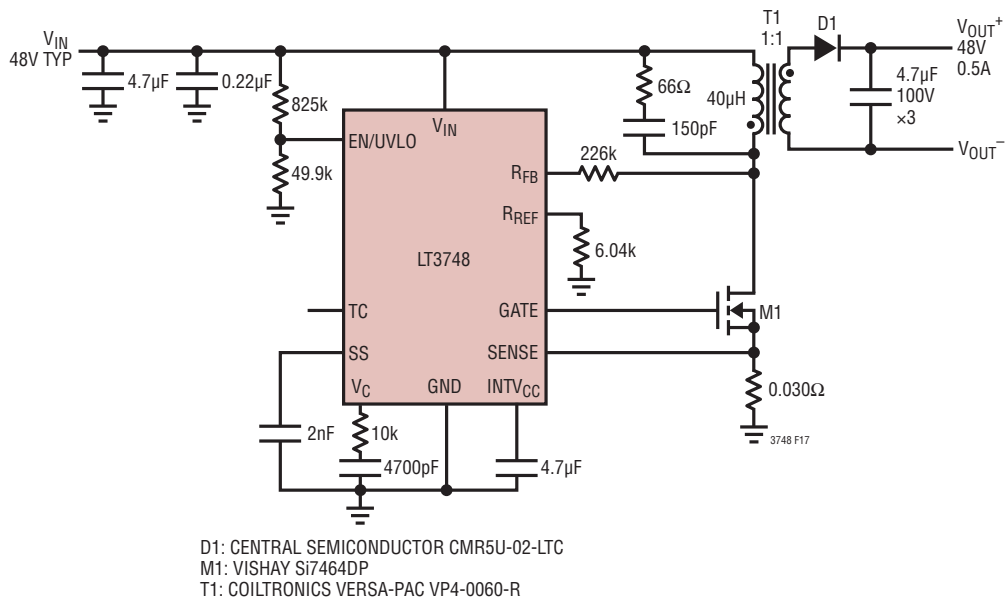 V_IN
48V TYP
4.7µF
0.22µF
825k
49.9k
EN/UVLO
V_IN
R_FB
R_REF
LT3748
TC
SS
V_C
GND
INTV_CC
GATE
SENSE
2nF
10k
4700pF
4.7µF
226k
6.04k
66Ω
150pF
T1
1:1
40µH
D1
4.7µF
100V
×3
V_OUT+
48V
0.5A
V_OUT–
M1
0.030Ω
3748 F17
D1: CENTRAL SEMICONDUCTOR CMR5U-02-LTC
M1: VISHAY Si7464DP
T1: COILTRONICS VERSA-PAC VP4-0060-R